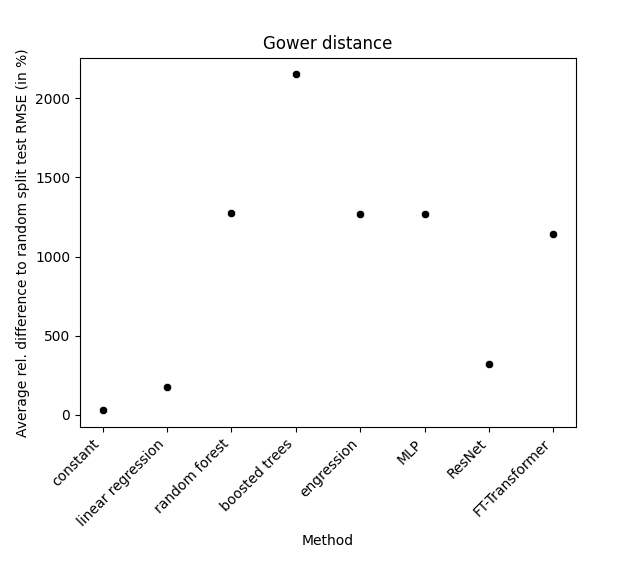 Gower distance
Average rel. difference to random split test RMSE (in %)
2000
1500
1000
500
0
constant
linear regression
random forest
boosted trees
engression
MLP
ResNet
FT-Transformer
Method